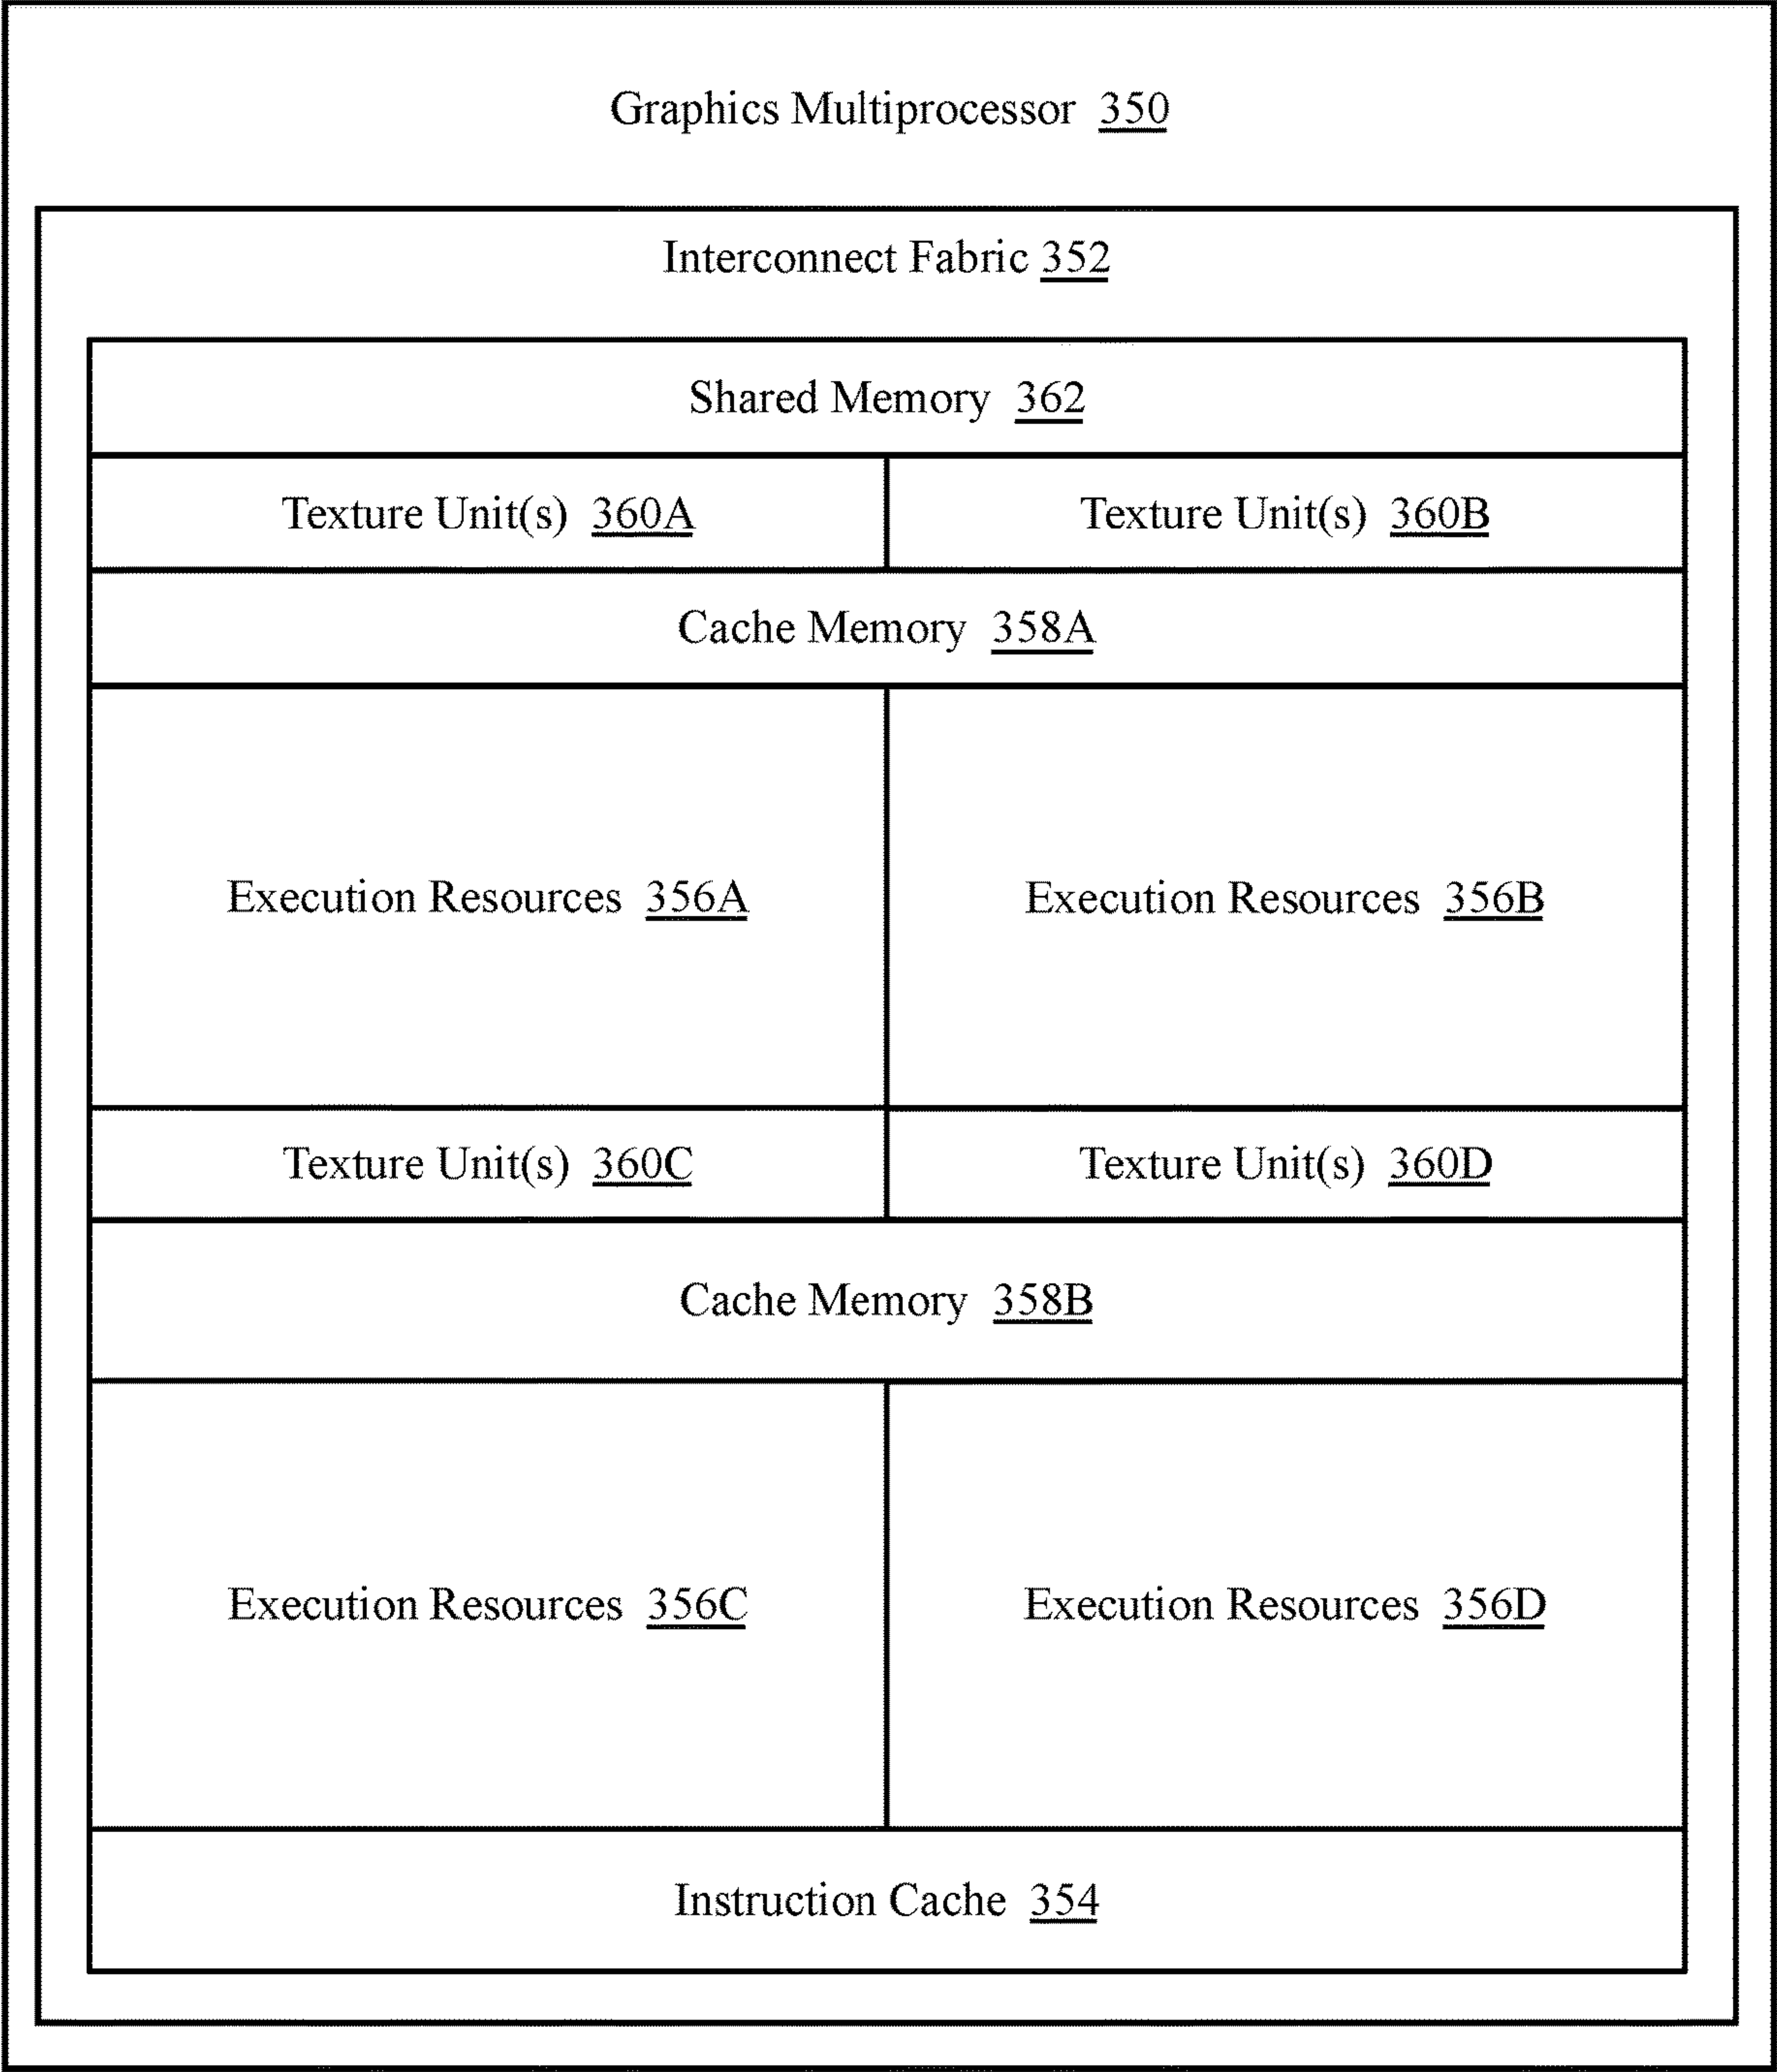 Graphics Multiprocessor 350
Interconnect Fabric 352
Shared Memory 362
Texture Unit(s) 360A
Texture Unit(s) 360B
Cache Memory 358A
Execution Resources 356A
Execution Resources 356B
Texture Unit(s) 360C
Texture Unit(s) 360D
Cache Memory 358B
Execution Resources 356C
Execution Resources 356D
Instruction Cache 354